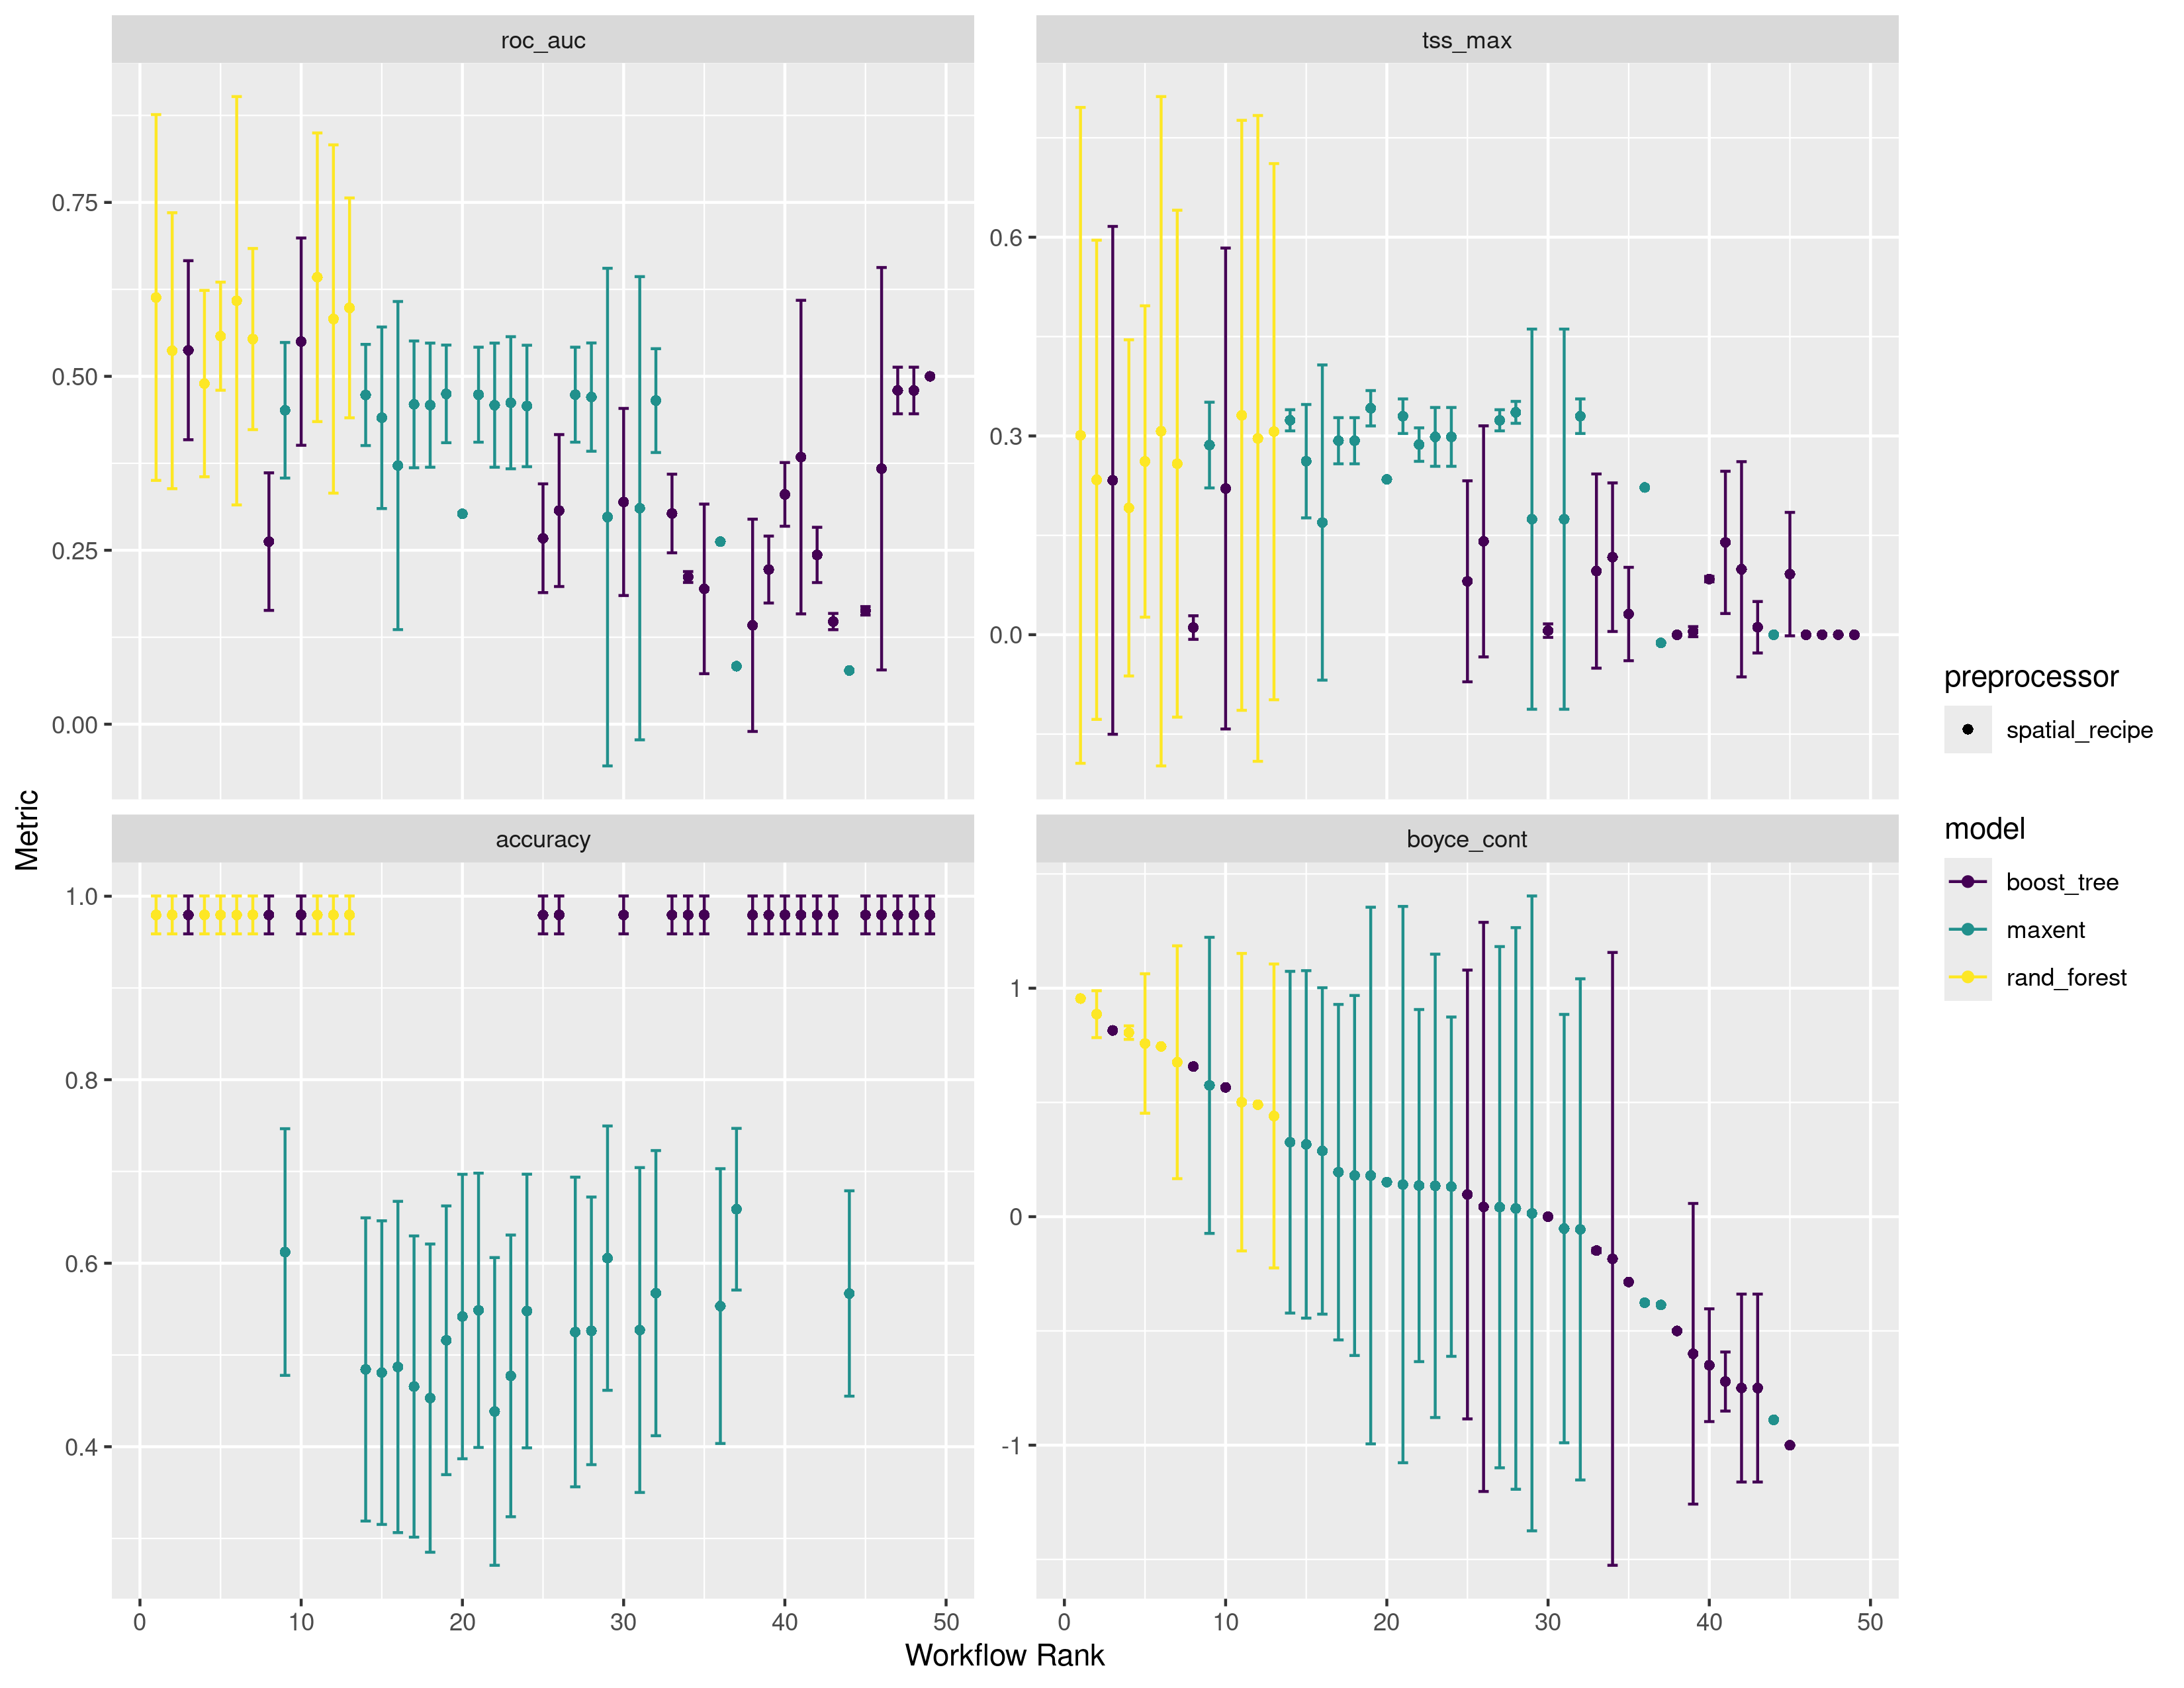 roc_auc
tss_max
0.75
0.50
0.25
0.00
0.6
0.3
0.0
accuracy
boyce_cont
1.0
0.8
0.6
0.4
1
0
-1
0 10 20 30 40 50
0 10 20 30 40 50
Metric
Workflow Rank
preprocessor
spatial_recipe
model
boost_tree
maxent
rand_forest